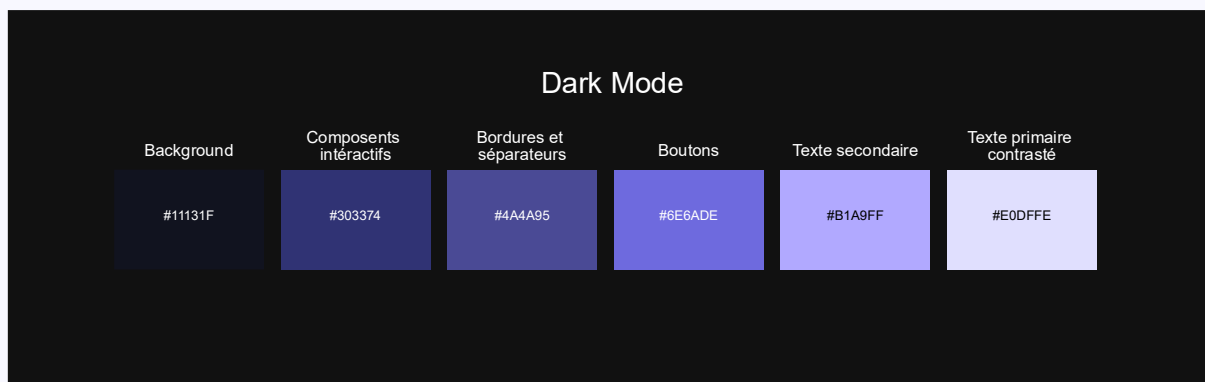 Dark Mode
Background
Composents
intéractifs
Bordures et
séparateurs
Boutons
Texte secondaire
Texte primaire
contrasté
#11131F
#303374
#4A4A95
#6E6ADE
#B1A9FF
#E0DFFE